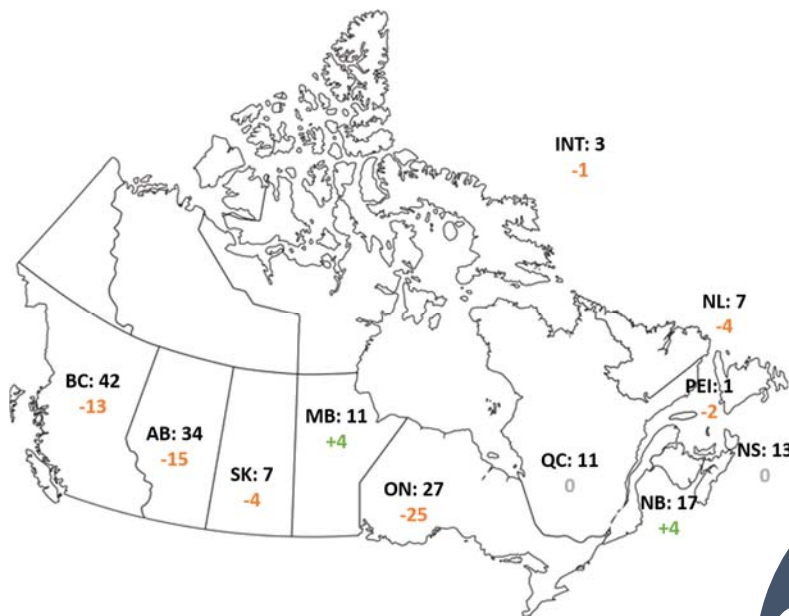 INT: 3
-1
NL: 7
-4
BC: 42
-13
AB: 34
-15
SK: 7
-4
MB: 11
+4
ON: 27
-25
QC: 11
0
PEI: 1
-2
NS: 13
0
NB: 17
+4